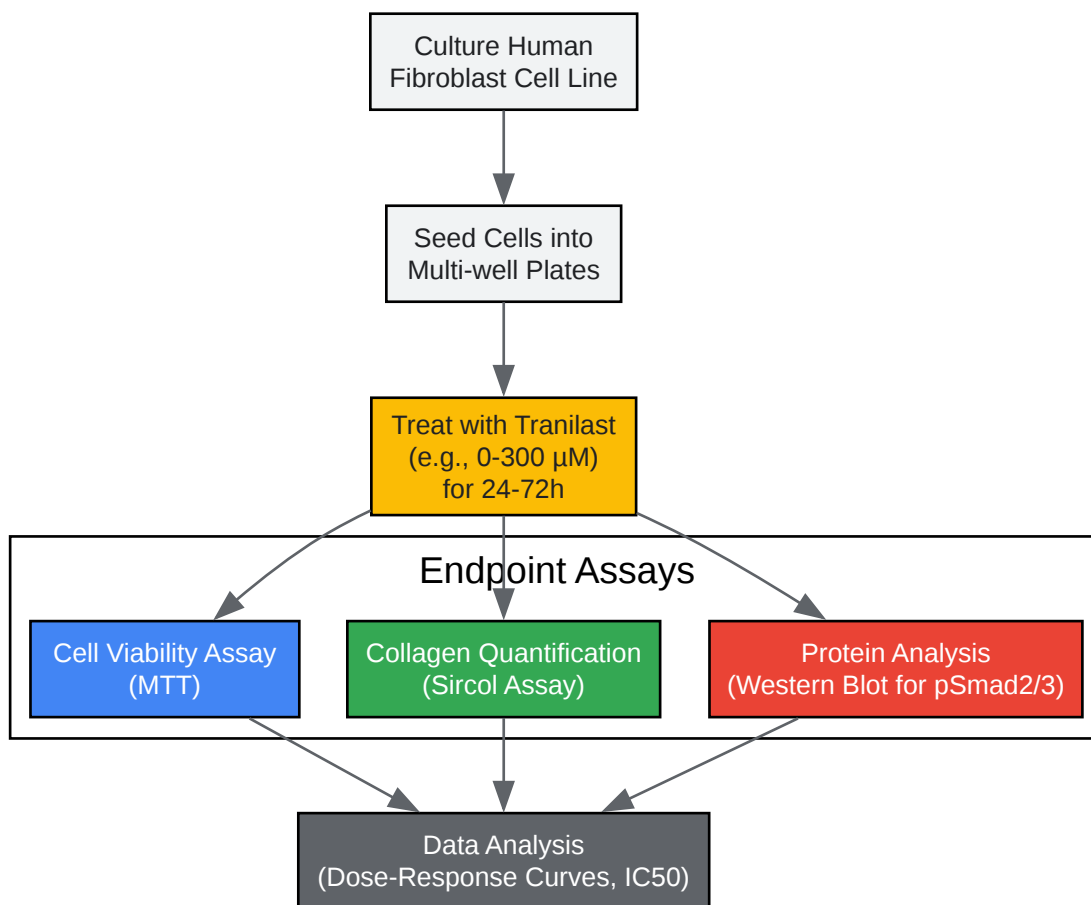 Culture Human
Fibroblast Cell Line
Seed Cells into
Multi-well Plates
Treat with Tranilast
(e.g., 0-300 µM)
for 24-72h
Endpoint Assays
Cell Viability Assay
(MTT)
Collagen Quantification
(Sircol Assay)
Protein Analysis
(Western Blot for pSmad2/3)
Data Analysis
(Dose-Response Curves, IC50)